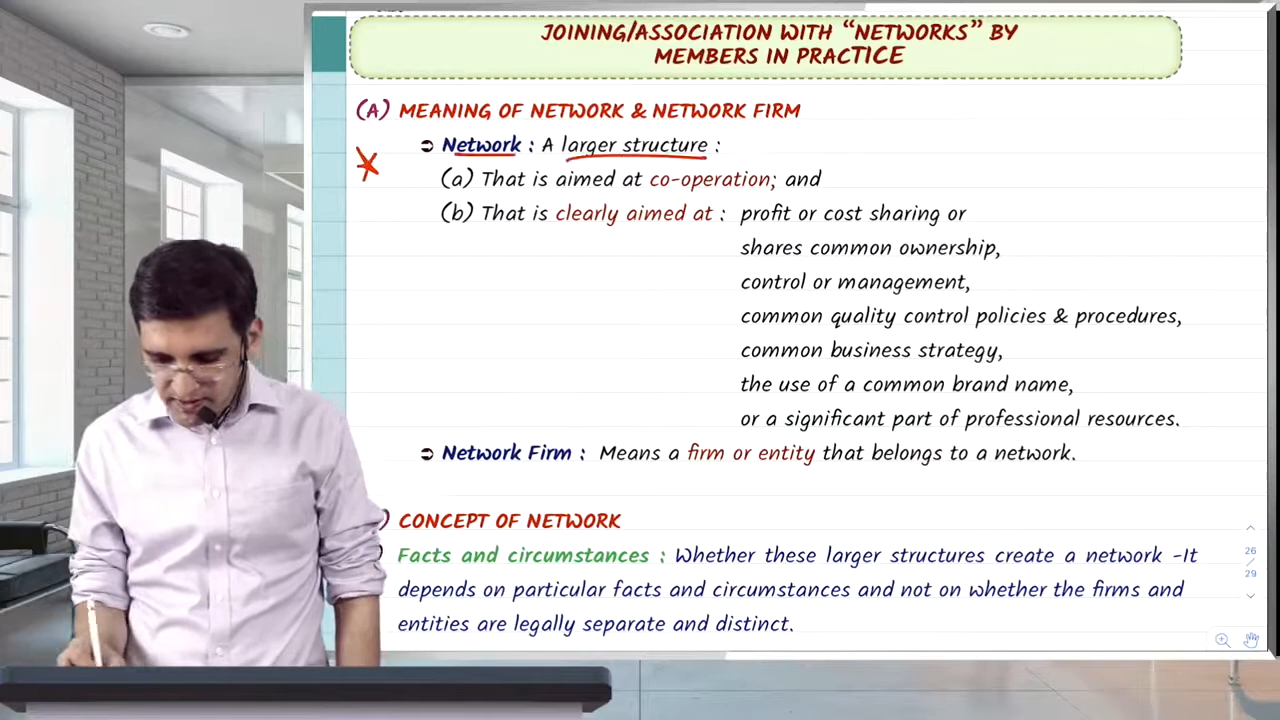 JOINING/ASSOCIATION WITH “NETWORKS” BY
MEMBERS IN PRACTICE
(A) MEANING OF NETWORK & NETWORK FIRM
➲ Network : A larger structure :
(a) That is aimed at co-operation; and
(b) That is clearly aimed at : profit or cost sharing or
shares common ownership,
control or management,
common quality control policies & procedures,
common business strategy,
the use of a common brand name,
or a significant part of professional resources.
➲ Network Firm : Means a firm or entity that belongs to a network.
) CONCEPT OF NETWORK
Facts and circumstances : Whether these larger structures create a network -It
depends on particular facts and circumstances and not on whether the firms and
entities are legally separate and distinct.
26
/
29